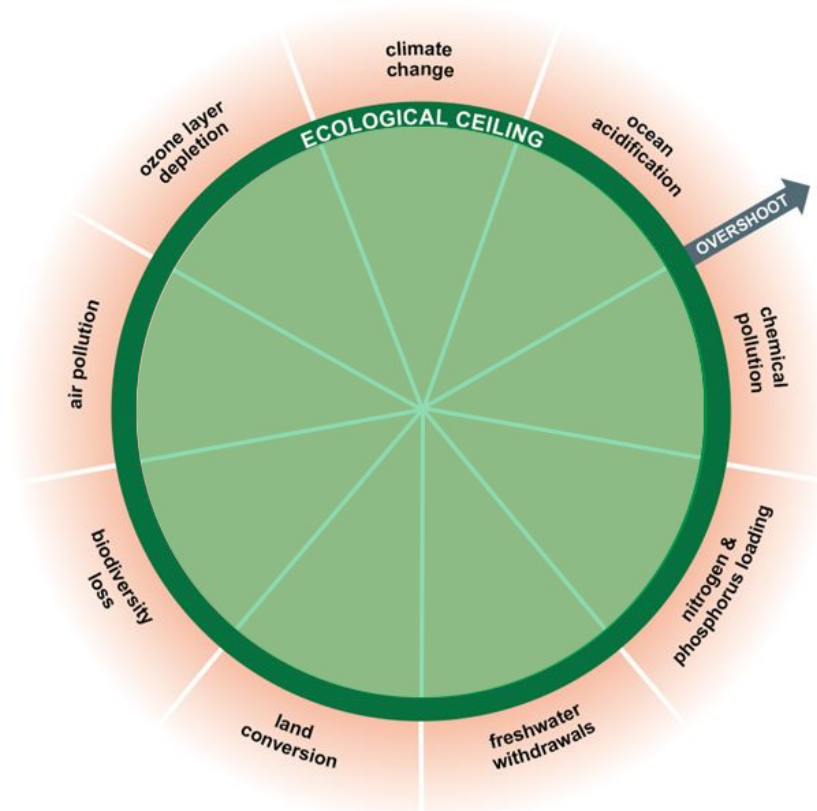 climate
change
ECOLOGICAL CEILING
ocean
acidification
OVERSHOOT
chemical
pollution
nitrogen &
phosphorus loading
freshwater
withdrawals
land
conversion
biodiversity
loss
air pollution
ozone layer
depletion